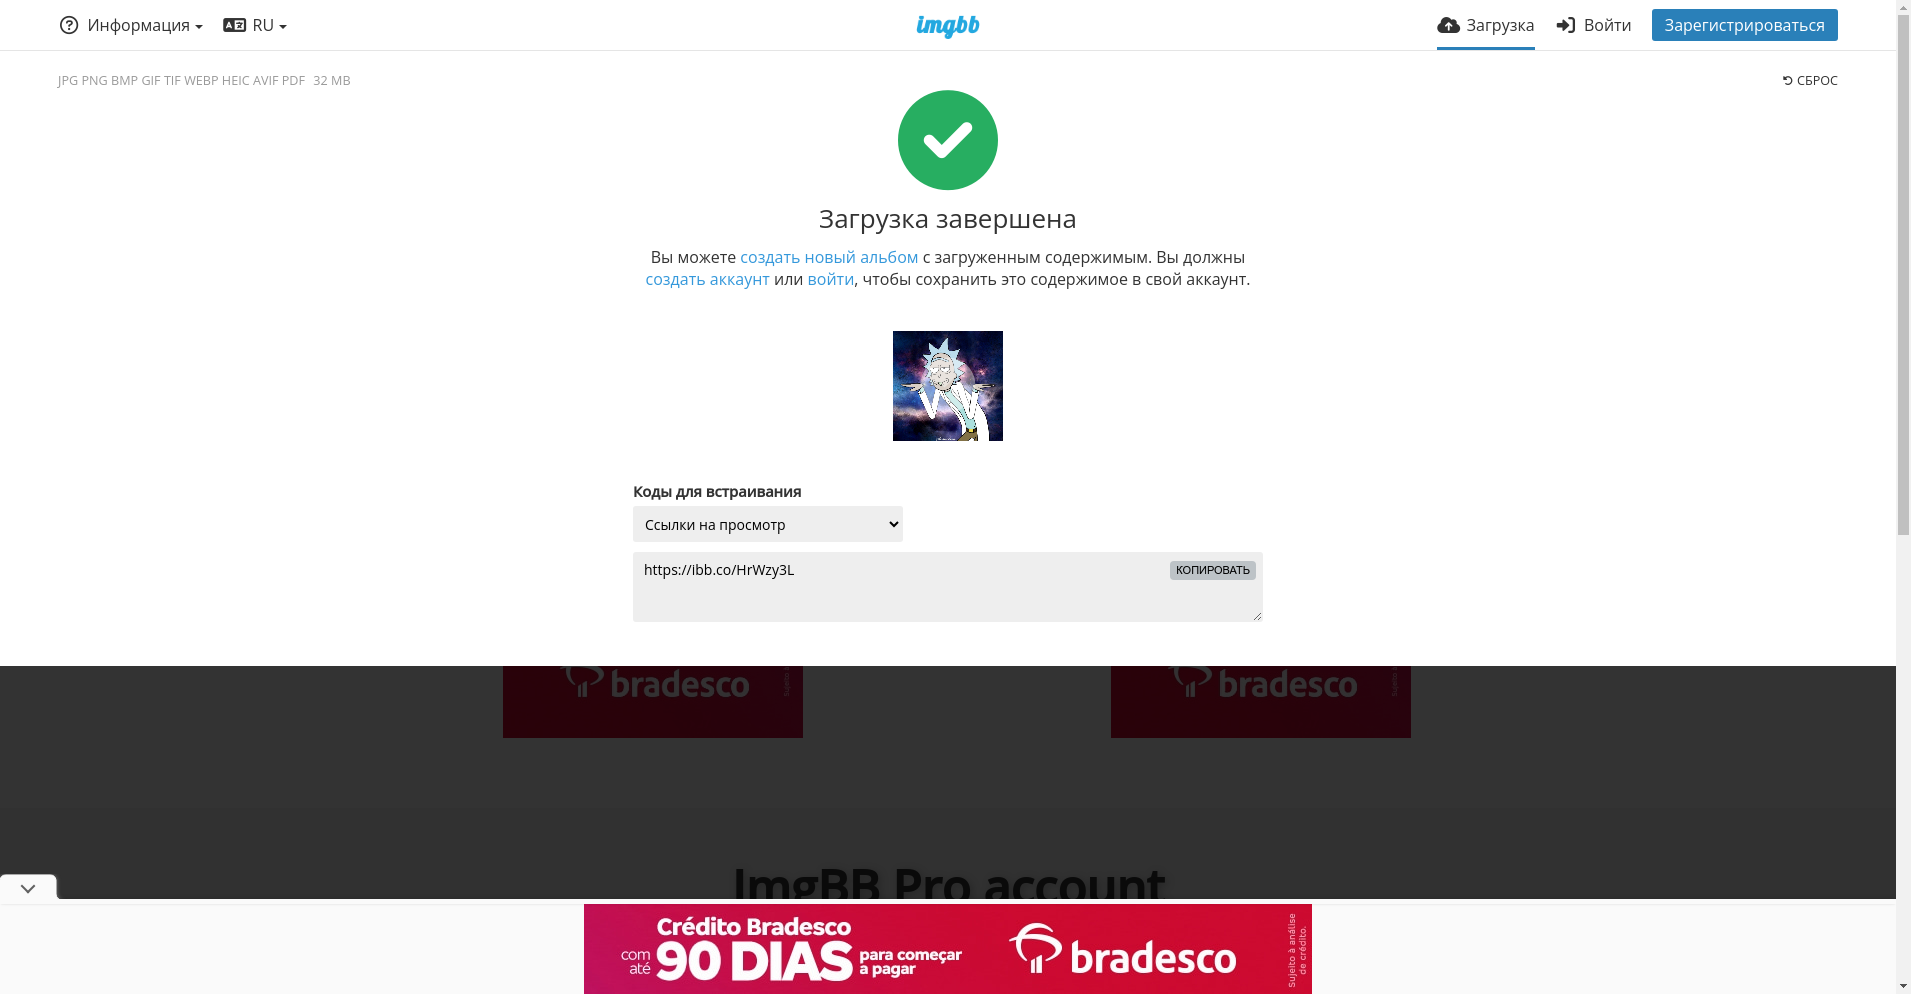 Информация
RU
imgbb
Загрузка
Войти
Зарегистрироваться
JPG PNG BMP GIF TIF WEBP HEIC AVIF PDF 32 MB
СБРОС
Загрузка завершена
Вы можете создать новый альбом с загруженным содержимым. Вы должны
создать аккаунт или войти, чтобы сохранить это содержимое в свой аккаунт.
Коды для встраивания
Ссылки на просмотр
https://ibb.co/HrWzy3L
КОПИРОВАТЬ
bradesco
bradesco
ImgBB Pro account
Crédito Bradesco
com até 90 DIAS para começar a pagar
bradesco
Sujeito à análise
de crédito.